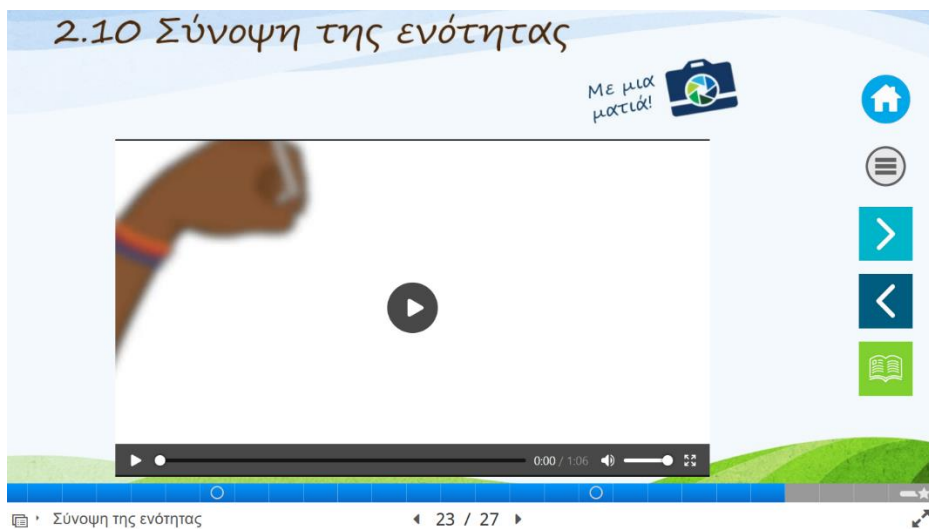 2.10 Σύνοψη της ενότητας
Με μια
ματιά!
0:00 / 1:06
Σύνοψη της ενότητας
23 / 27